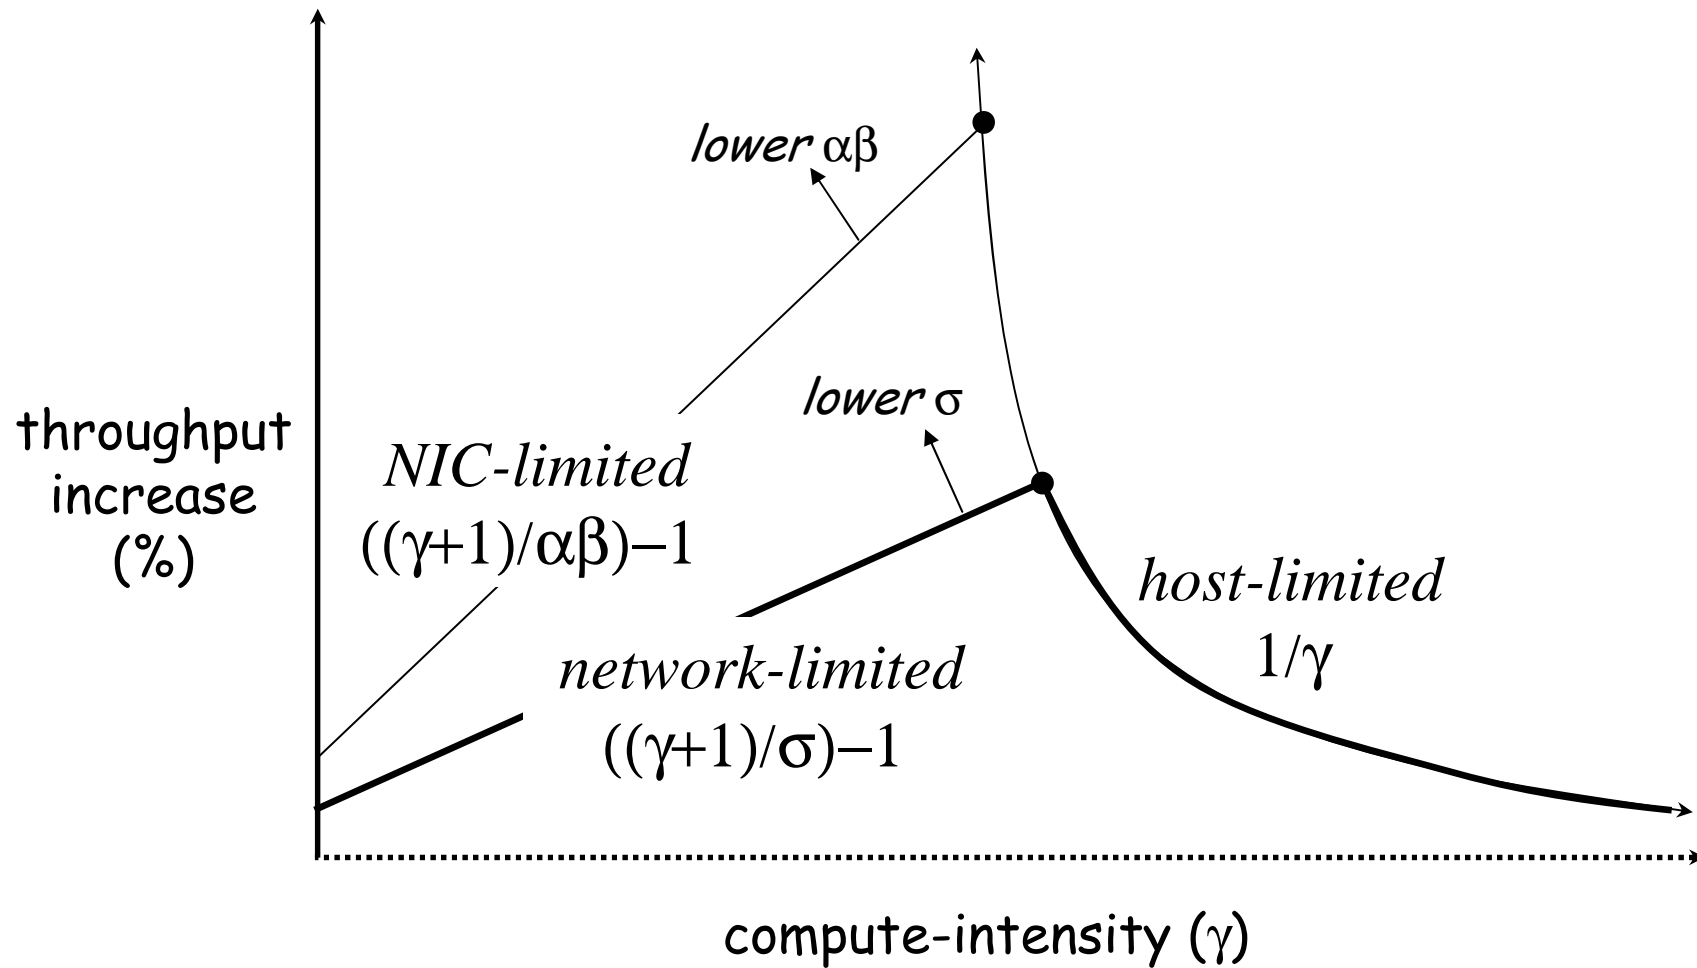 lower αβ
lower σ
throughput
increase
(%)
NIC-limited
((γ+1)/αβ)−1
host-limited
1/γ
network-limited
((γ+1)/σ)−1
compute-intensity (γ)